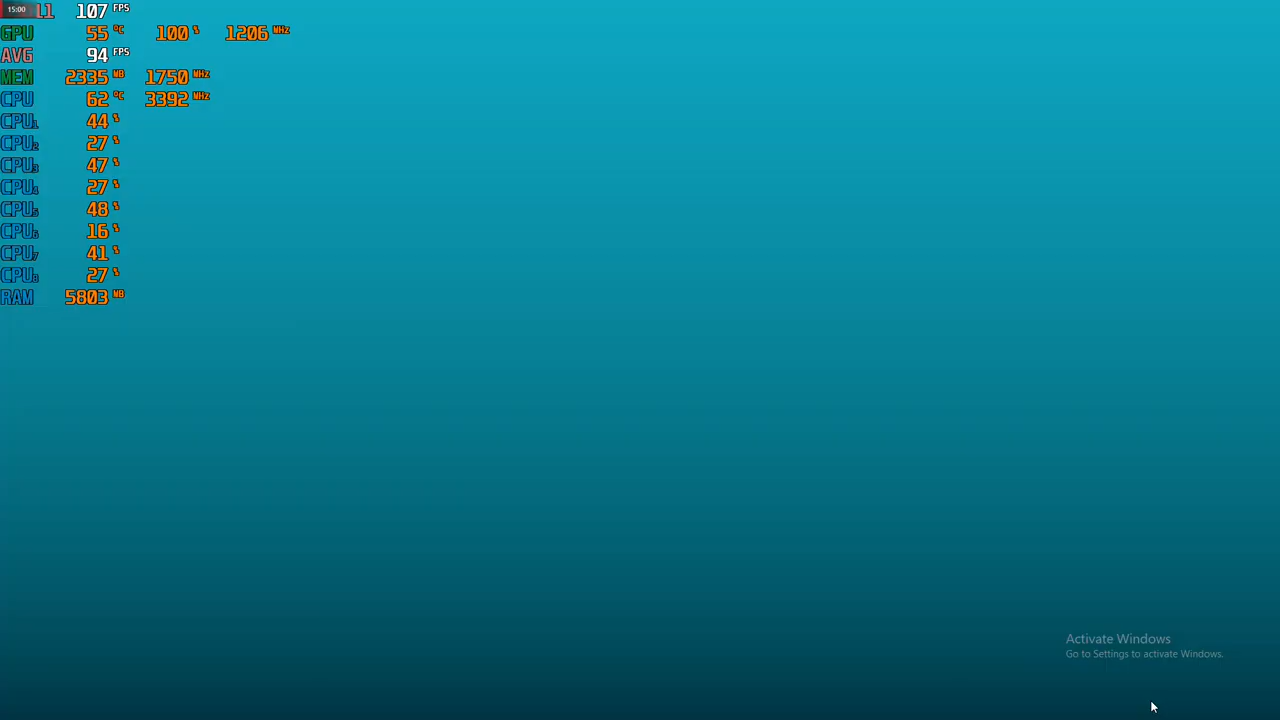 15:00 11 107 FPS
GPU 55 °C 100 % 1206 MHz
AVG 94 FPS
MEM 2335 MB 1750 MHz
CPU 62 °C 3392 MHz
CPU1 44 %
CPU2 27 %
CPU3 47 %
CPU4 27 %
CPU5 48 %
CPU6 16 %
CPU7 41 %
CPU8 27 %
RAM 5803 MB
Activate Windows
Go to Settings to activate Windows.